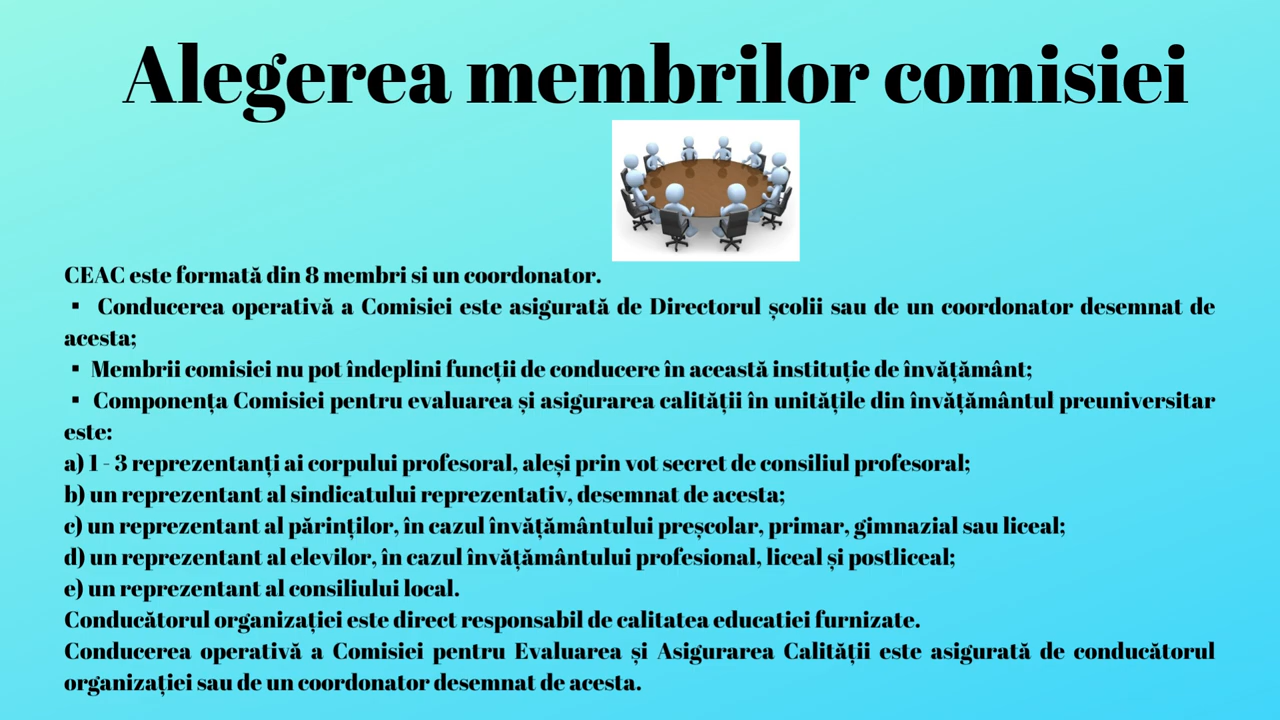 Alegerea membrilor comisiei
CEAC este formată din 8 membri si un coordonator.
▪ Conducerea operativă a Comisiei este asigurată de Directorul școlii sau de un coordonator desemnat de
acesta;
▪ Membrii comisiei nu pot îndeplini funcții de conducere în această instituție de învățământ;
▪ Componența Comisiei pentru evaluarea și asigurarea calității în unitățile din învățământul preuniversitar
este:
a) 1 - 3 reprezentanți ai corpului profesoral, aleși prin vot secret de consiliul profesoral;
b) un reprezentant al sindicatului reprezentativ, desemnat de acesta;
c) un reprezentant al părinților, în cazul învățământului preșcolar, primar, gimnazial sau liceal;
d) un reprezentant al elevilor, în cazul învățământului profesional, liceal și postliceal;
e) un reprezentant al consiliului local.
Conducătorul organizației este direct responsabil de calitatea educatiei furnizate.
Conducerea operativă a Comisiei pentru Evaluarea și Asigurarea Calității este asigurată de conducătorul
organizației sau de un coordonator desemnat de acesta.